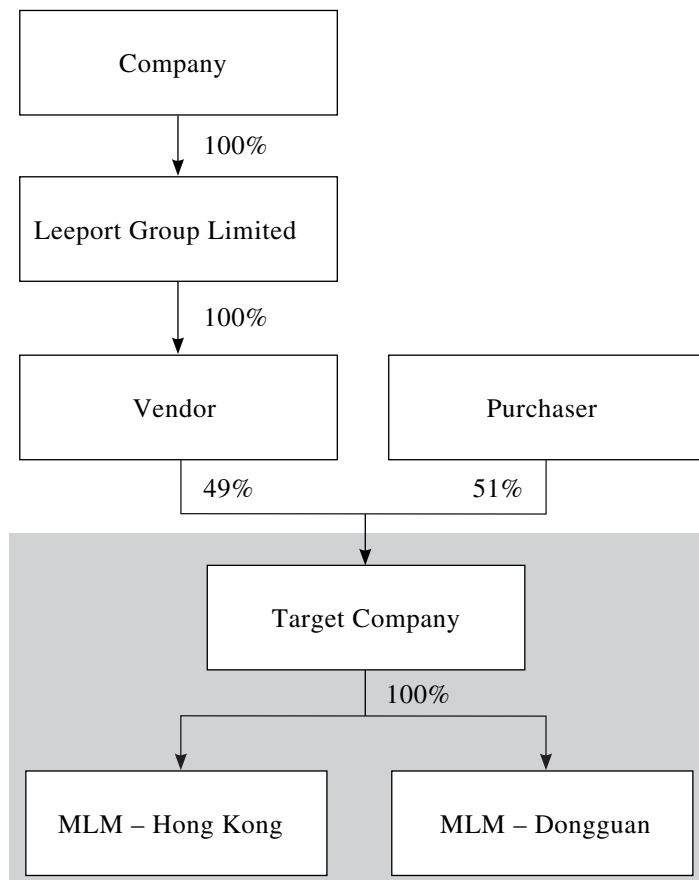 Company
100%
Leeport Group Limited
100%
Vendor
Purchaser
49%
51%
Target Company
100%
MLM – Hong Kong
MLM – Dongguan